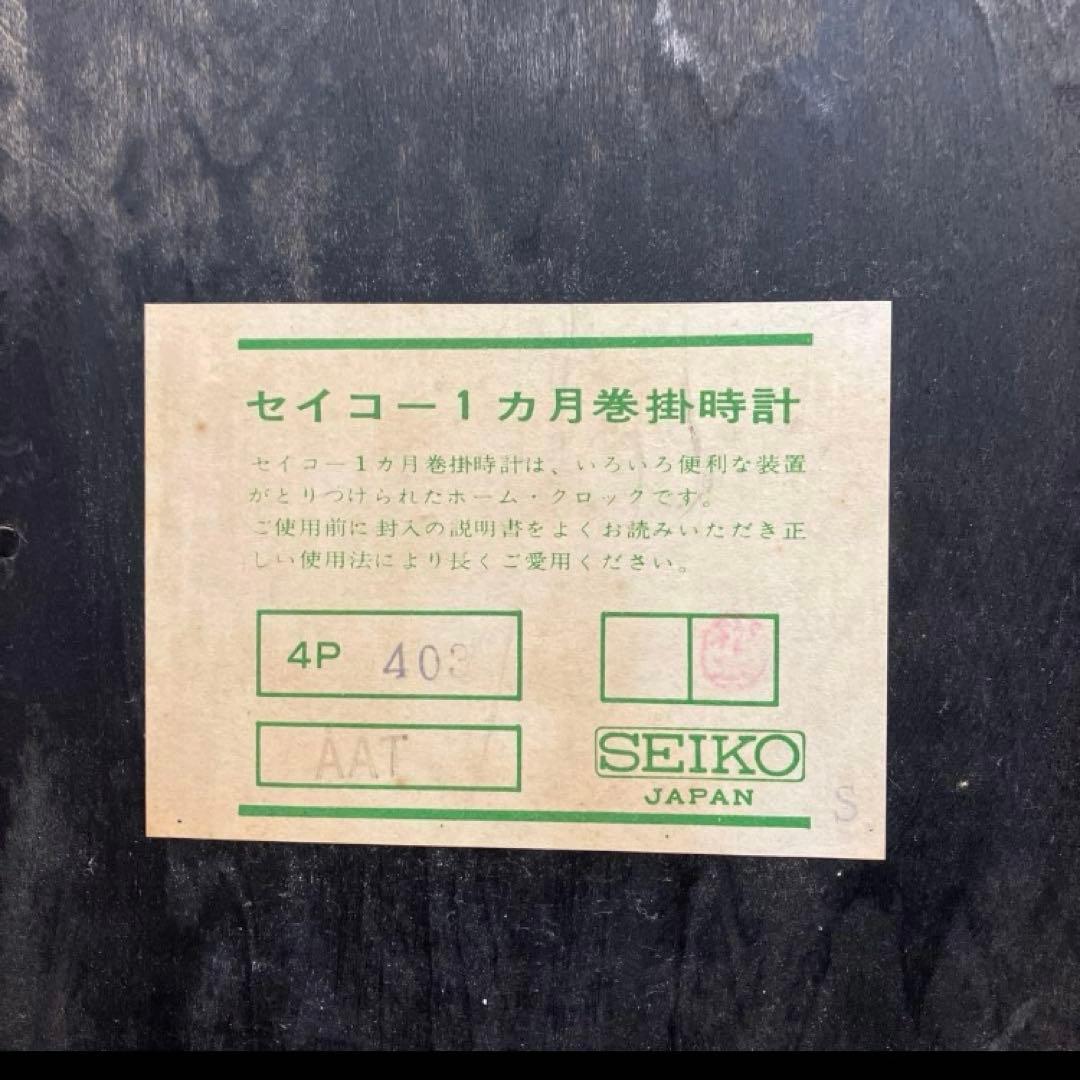 セイコー1カ月巻掛時計
セイコー1カ月巻掛時計は、いろいろ便利な装置
がとりつけられたホーム・クロックです。
ご使用前に封入の説明書をよくお読みいただき正
しい使用法により長くご愛用ください。
4P 403
AAT
SEIKO
JAPAN
S